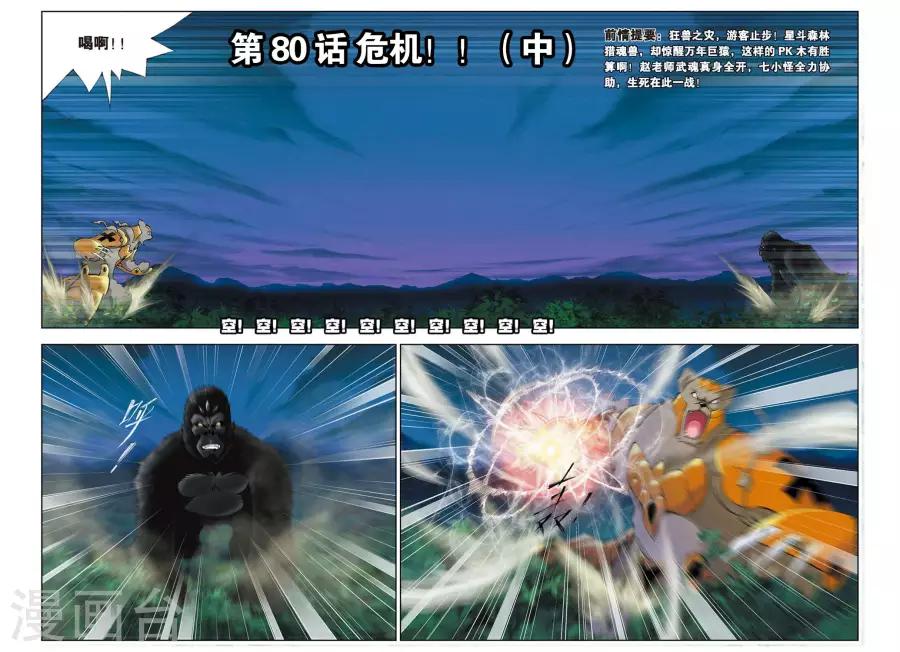 喝啊！！
第80话 危机！！（中）
前情提要：狂兽之灾，游客止步！星斗森林
猎魂兽，却惊醒万年巨猿，这样的PK木有胜
算啊！赵老师武魂真身全开，七小怪全力协
助，生死在此一战！
空！空！空！空！空！空！空！空！空！空！
呯！
漫画台